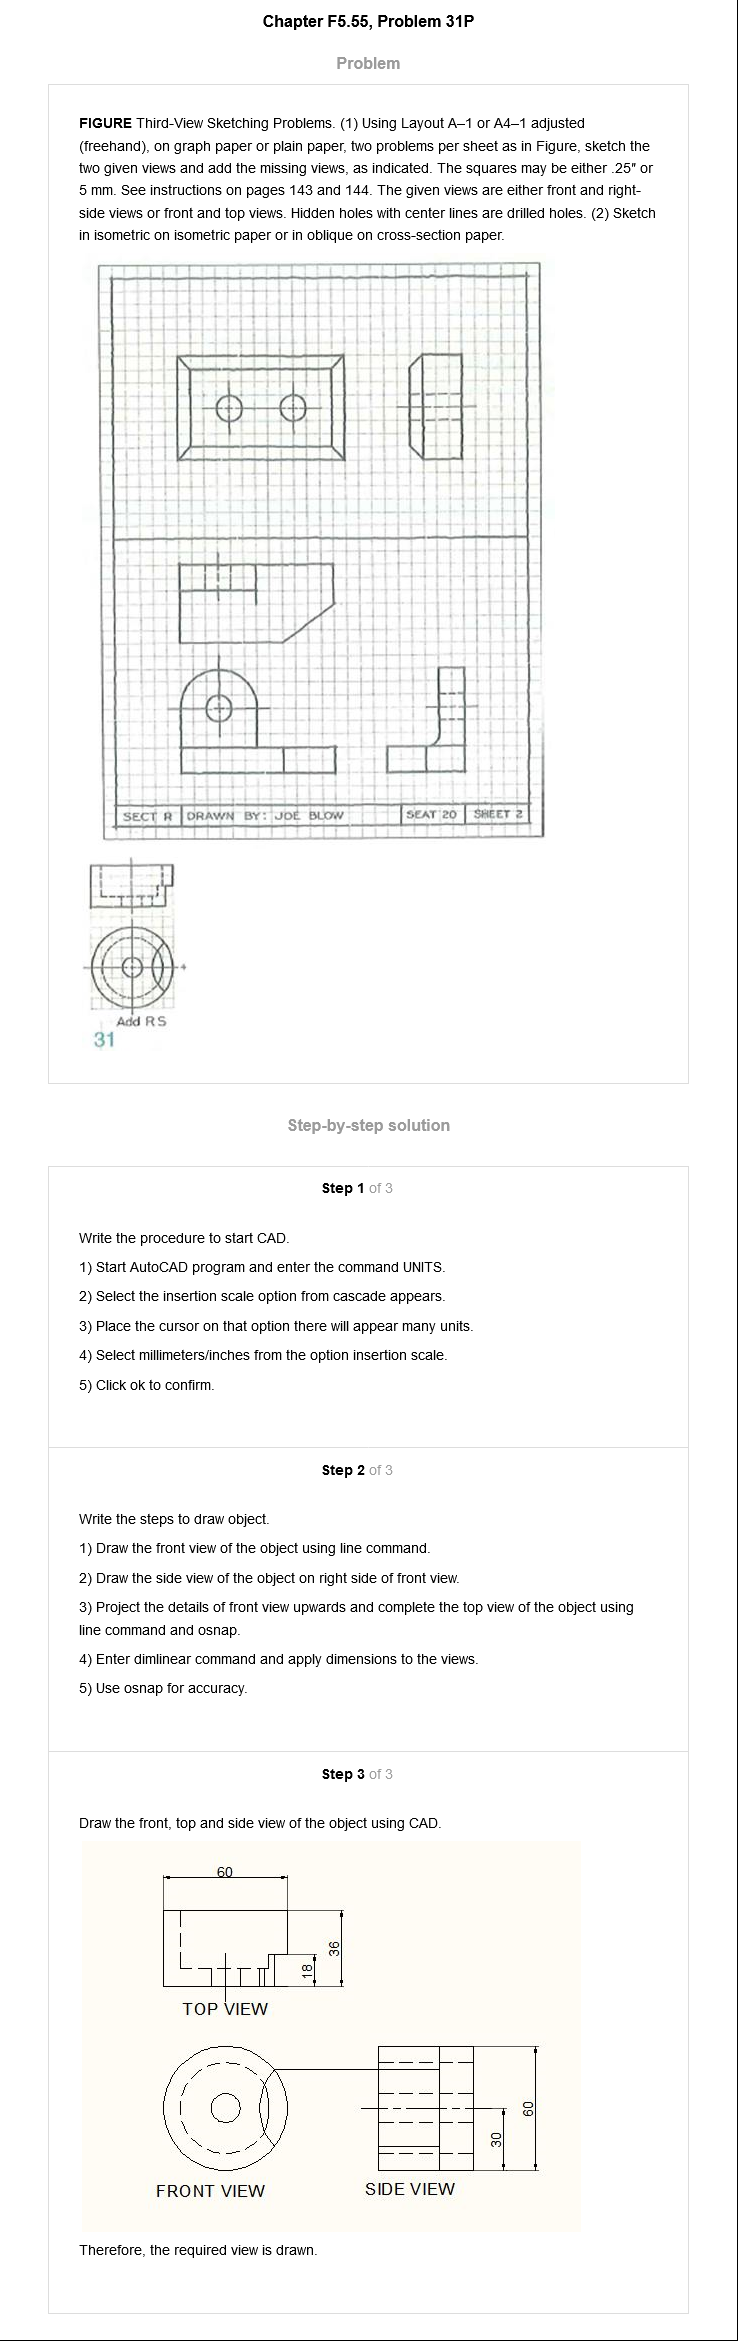 Chapter F5.55, Problem 31P
Problem
FIGURE Third-View Sketching Problems. (1) Using Layout A–1 or A4–1 adjusted
(freehand), on graph paper or plain paper, two problems per sheet as in Figure, sketch the
two given views and add the missing views, as indicated. The squares may be either .25″ or
5 mm. See instructions on pages 143 and 144. The given views are either front and right-
side views or front and top views. Hidden holes with center lines are drilled holes. (2) Sketch
in isometric on isometric paper or in oblique on cross-section paper.
SECT R DRAWN BY: JOE BLOW SEAT 20 SHEET 2
Add RS
31
Step-by-step solution
Step 1 of 3
Write the procedure to start CAD.
1) Start AutoCAD program and enter the command UNITS.
2) Select the insertion scale option from cascade appears.
3) Place the cursor on that option there will appear many units.
4) Select millimeters/inches from the option insertion scale.
5) Click ok to confirm.
Step 2 of 3
Write the steps to draw object.
1) Draw the front view of the object using line command.
2) Draw the side view of the object on right side of front view.
3) Project the details of front view upwards and complete the top view of the object using
line command and osnap.
4) Enter dimlinear command and apply dimensions to the views.
5) Use osnap for accuracy.
Step 3 of 3
Draw the front, top and side view of the object using CAD.
60
36
18
TOP VIEW
60
30
FRONT VIEW
SIDE VIEW
Therefore, the required view is drawn.